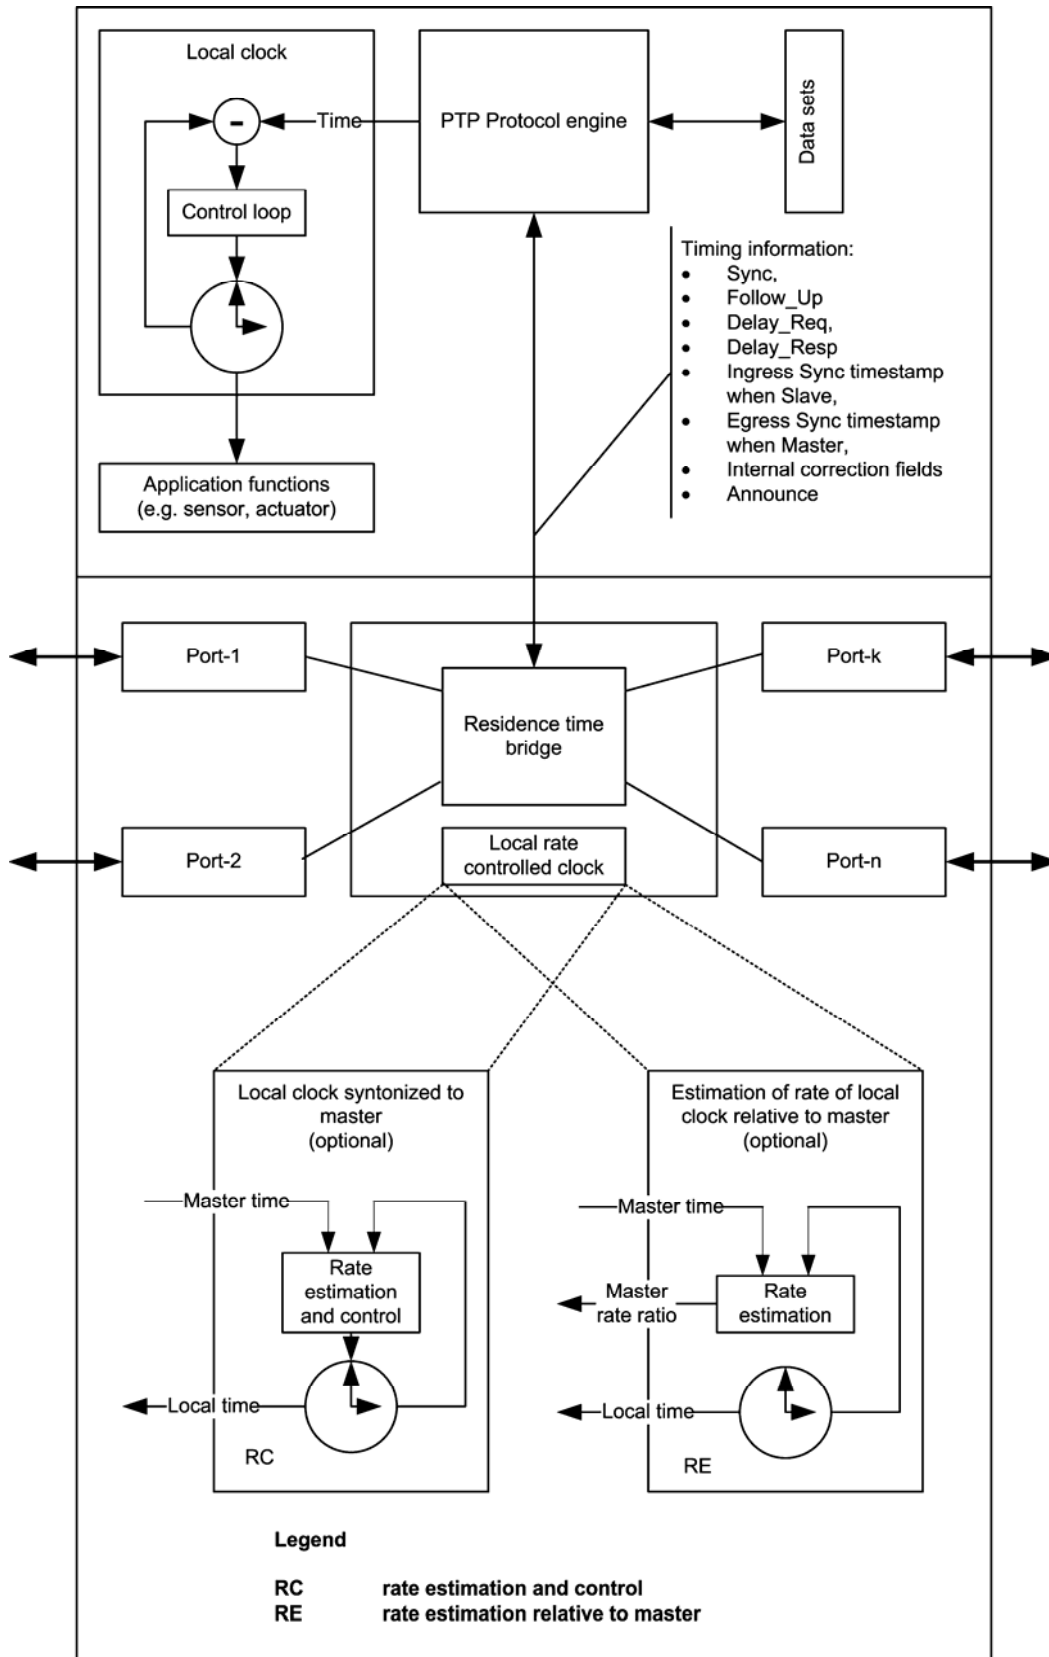 Local clock
-
Time
PTP Protocol engine
Data sets
Control loop
Timing information:
● Sync,
● Follow_Up
● Delay_Req,
● Delay_Resp
● Ingress Sync timestamp
when Slave,
● Egress Sync timestamp
when Master,
● Internal correction fields
● Announce
Application functions
(e.g. sensor, actuator)
Port-1
Port-k
Residence time
bridge
Port-2
Local rate
controlled clock
Port-n
Local clock syntonized to
master
(optional)
Master time
Rate
estimation
and control
Local time
RC
Estimation of rate of local
clock relative to master
(optional)
Master time
Master
rate ratio
Rate
estimation
Local time
RE
Legend
RC rate estimation and control
RE rate estimation relative to master